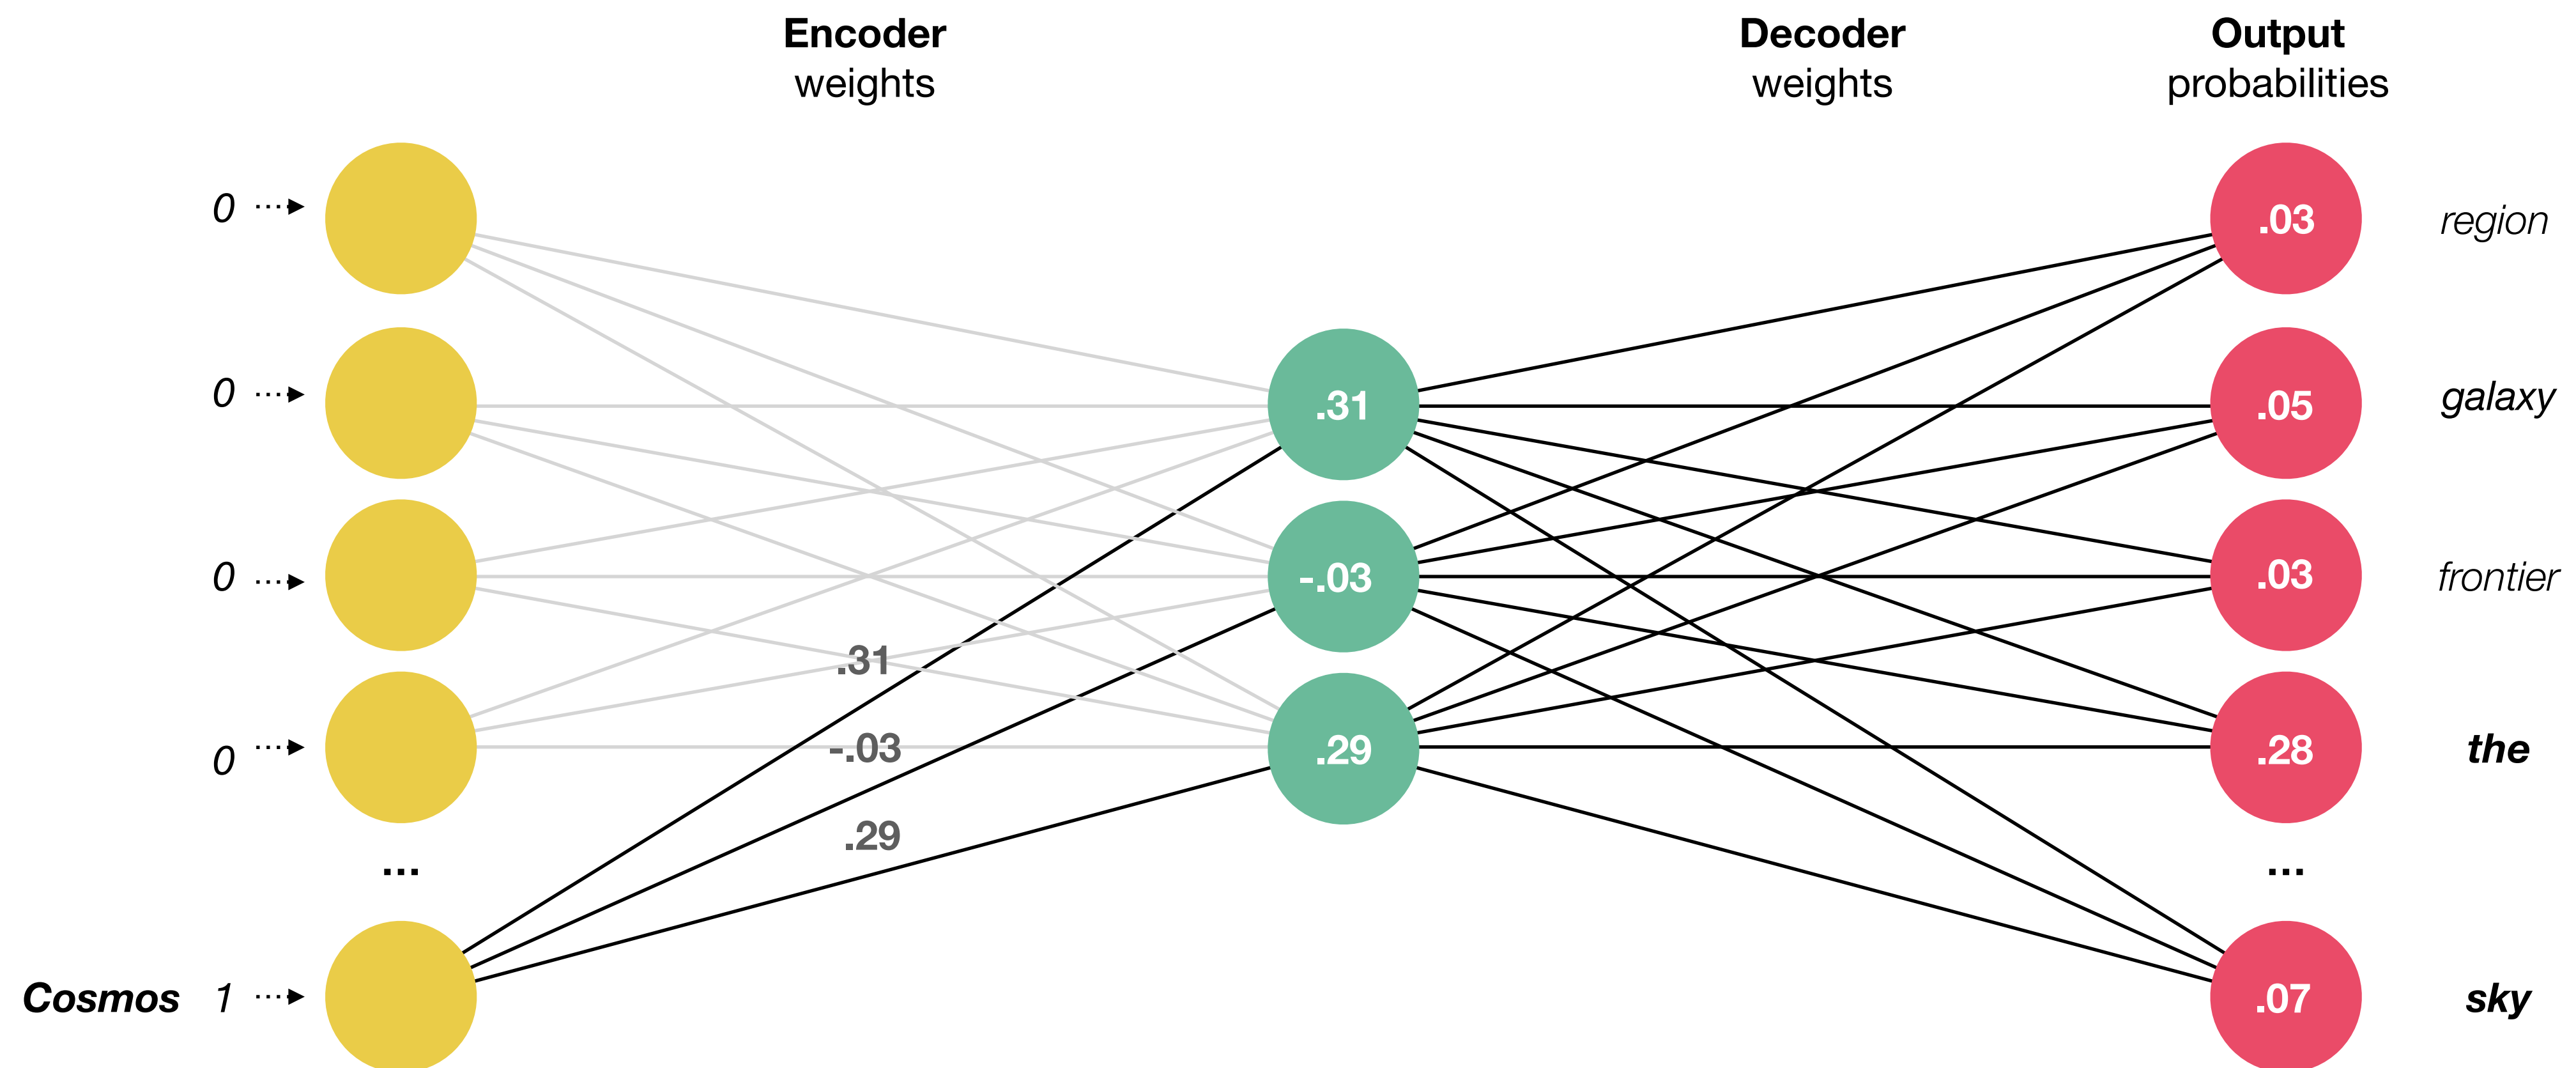 Encoder
weights
Decoder
weights
Output
probabilities
0
.03
region
0
.31
.05
galaxy
0
-.03
.03
frontier
.31
0
-.03
.29
.28
the
.29
...
...
Cosmos 1
.07
sky